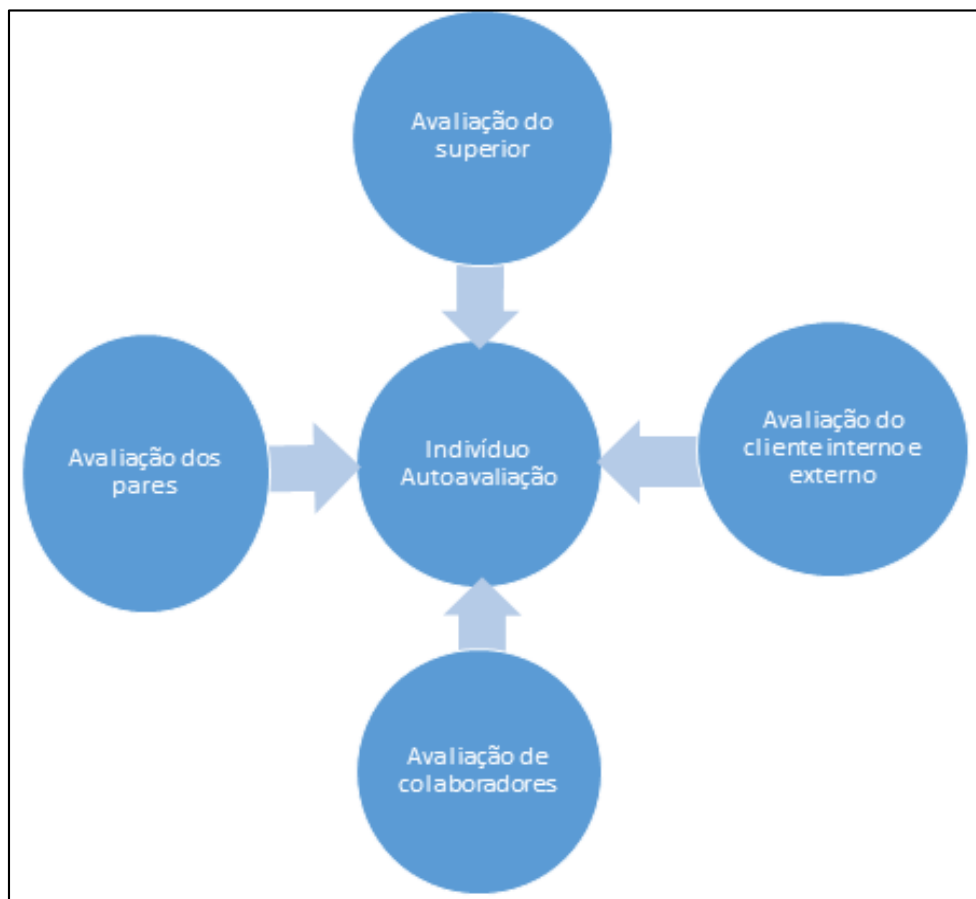 Avaliação do
superior
Avaliação dos
pares
Indivíduo
Autoavaliação
Avaliação do
cliente interno e
externo
Avaliação de
colaboradores